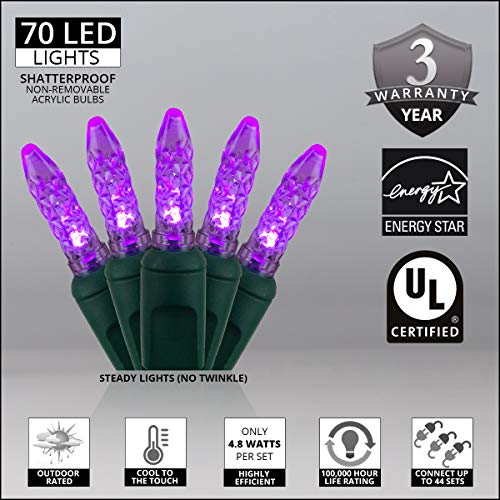 70 LED
LIGHTS
SHATTERPROOF
NON-REMOVABLE
ACRYLIC BULBS
3
WARRANTY
YEAR
energy
ENERGY STAR
UL
®
CERTIFIED
STEADY LIGHTS (NO TWINKLE)
OUTDOOR
RATED
COOL TO
THE TOUCH
ONLY
4.8 WATTS
PER SET
HIGHLY
EFFICIENT
100,000 HOUR
LIFE RATING
CONNECT UP
TO 44 SETS